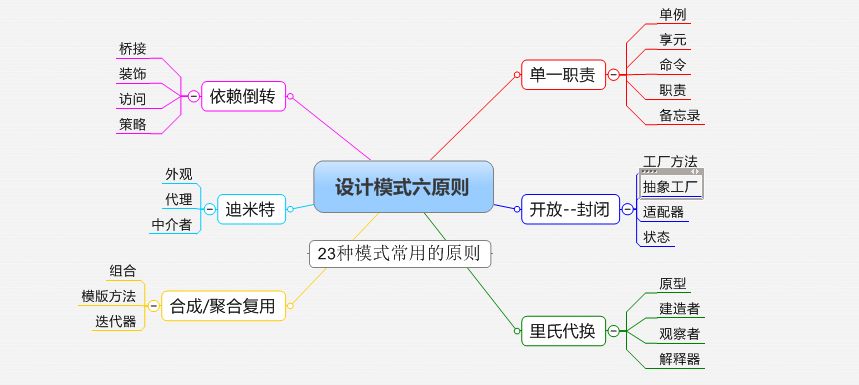 设计模式六原则
23种模式常用的原则
单一职责
单例
享元
命令
职责
备忘录
开放--封闭
工厂方法
抽象工厂
适配器
状态
里氏代换
原型
建造者
观察者
解释器
依赖倒转
桥接
装饰
访问
策略
迪米特
外观
代理
中介者
合成/聚合复用
组合
模版方法
迭代器